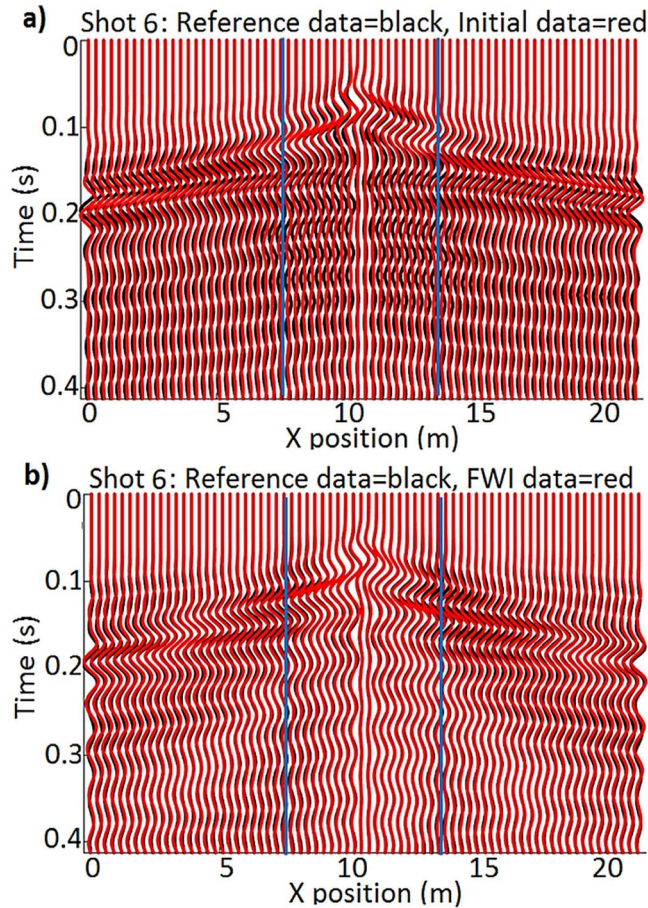 a) Shot 6: Reference data=black, Initial data=red
0
0.1
0.2
0.3
0.4
Time (s)
0 5 10 15 20
X position (m)
b) Shot 6: Reference data=black, FWI data=red
0
0.1
0.2
0.3
0.4
Time (s)
0 5 10 15 20
X position (m)